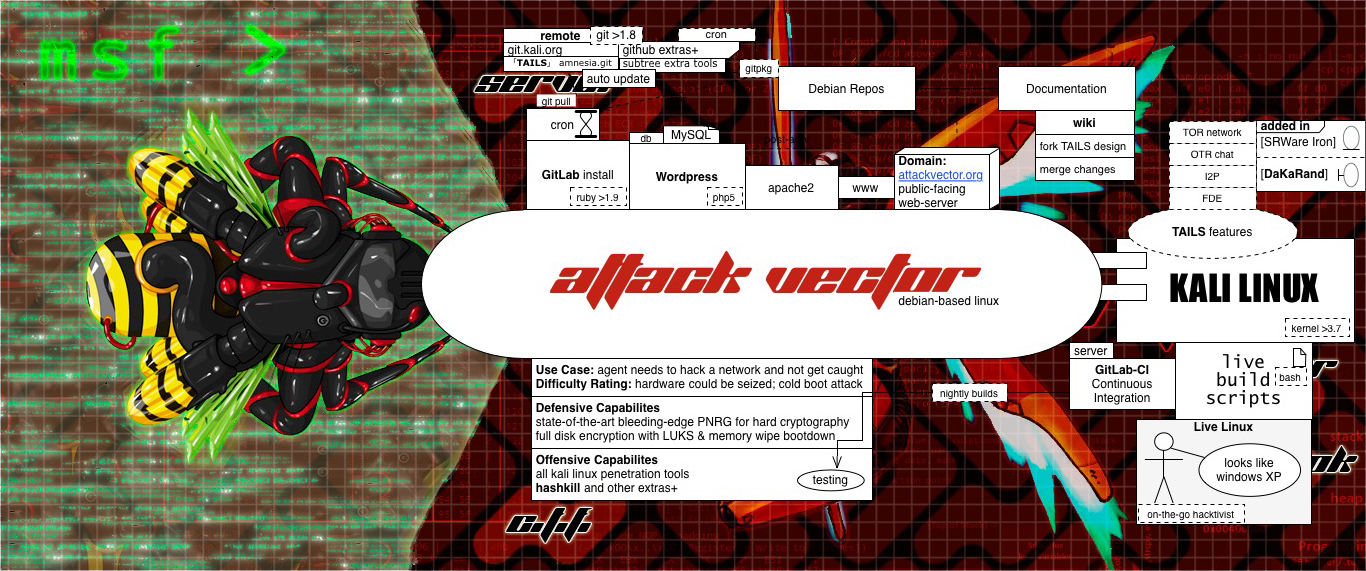 msf >
remote
git >1.8
cron
git.kali.org
github extras+
「TAILS」 amnesia.git
subtree extra tools
auto update
server
gitpkg
git pull
cron
GitLab install
ruby >1.9
db
MySQL
Wordpress
php5
apache2
www
Debian Repos
Domain:
attackvector.org
public-facing
web-server
Documentation
wiki
fork TAILS design
merge changes
TOR network
OTR chat
I2P
FDE
added in
[SRWare Iron]
[DaKaRand]
TAILS features
KALI LINUX
kernel >3.7
attack vector
debian-based linux
Use Case: agent needs to hack a network and not get caught
Difficulty Rating: hardware could be seized; cold boot attack
Defensive Capabilites
state-of-the-art bleeding-edge PNRG for hard cryptography
full disk encryption with LUKS & memory wipe bootdown
Offensive Capabilites
all kali linux penetration tools
hashkill and other extras+
testing
nightly builds
server
GitLab-CI
Continuous
Integration
live
build
scripts
bash
Live Linux
looks like
windows XP
on-the-go hacktivist
stack
heap
c.t.f.